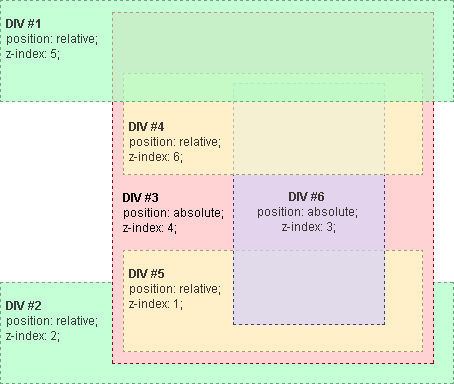 DIV #1
position: relative;
z-index: 5;
DIV #4
position: relative;
z-index: 6;
DIV #3
position: absolute;
z-index: 4;
DIV #6
position: absolute;
z-index: 3;
DIV #5
position: relative;
z-index: 1;
DIV #2
position: relative;
z-index: 2;